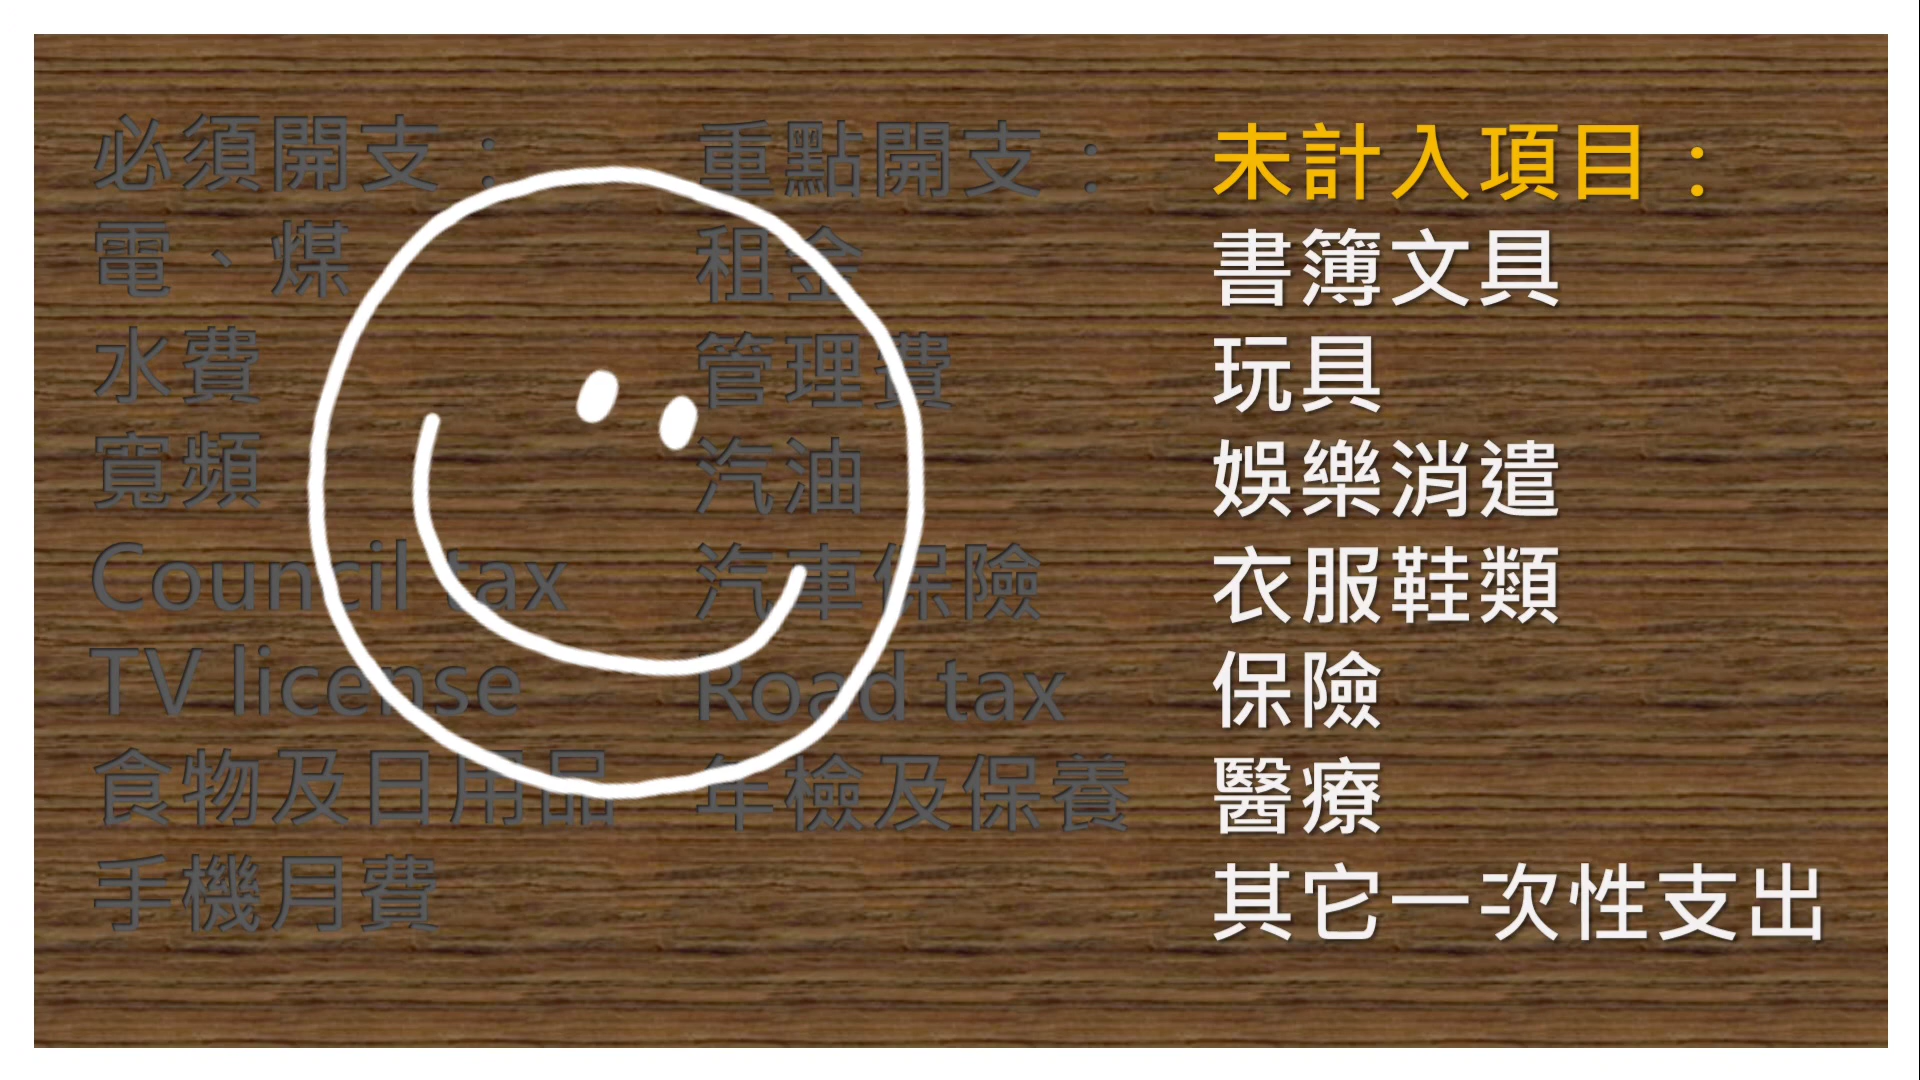 必須開支：
電、煤
水費
寬頻
Council tax
TV license
食物及日用品
手機月費
重點開支：
租金
管理費
汽油
汽車保險
Road tax
年檢及保養
未計入項目：
書簿文具
玩具
娛樂消遣
衣服鞋類
保險
醫療
其它一次性支出